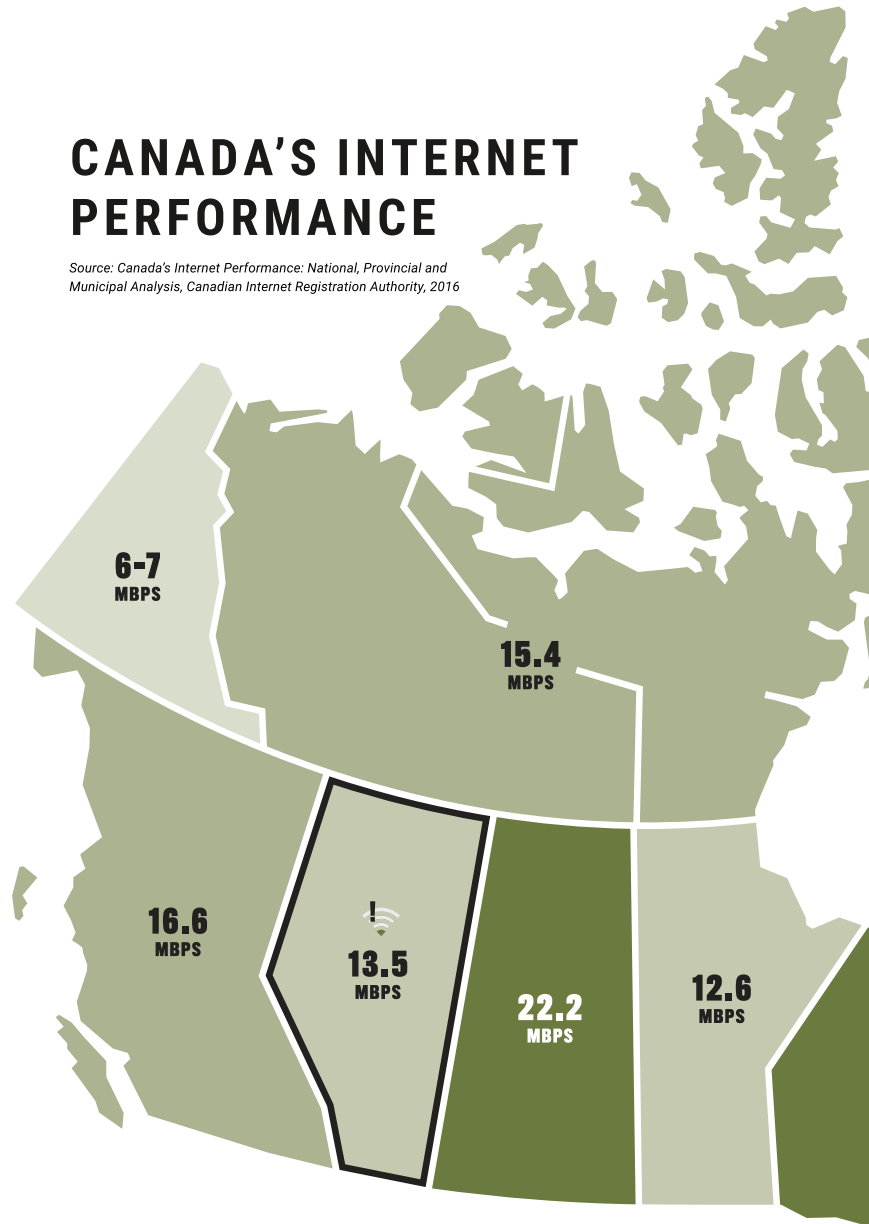 CANADA’S INTERNET
PERFORMANCE
Source: Canada’s Internet Performance: National, Provincial and
Municipal Analysis, Canadian Internet Registration Authority, 2016
6-7
MBPS
15.4
MBPS
16.6
MBPS
!
13.5
MBPS
22.2
MBPS
12.6
MBPS